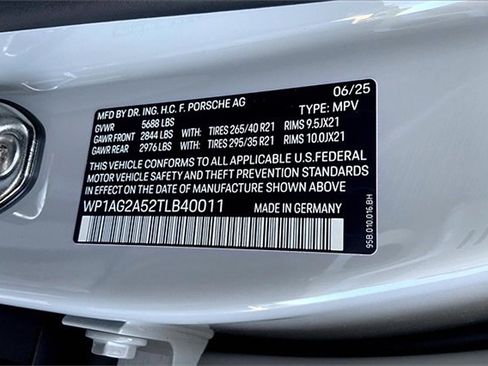 MFD BY DR. ING. H.C. F. PORSCHE AG 06/25
GVWR 5688 LBS TYPE: MPV
GAWR FRONT 2844 LBS WITH: TIRES 265/40 R21 RIMS 9.5JX21
GAWR REAR 2976 LBS WITH: TIRES 295/35 R21 RIMS 10.0JX21
THIS VEHICLE CONFORMS TO ALL APPLICABLE U.S.FEDERAL
MOTOR VEHICLE SAFETY AND THEFT PREVENTION STANDARDS
IN EFFECT ON THE DATE OF MANUFACTURE SHOWN ABOVE
WP1AG2A52TLB40011 MADE IN GERMANY
95B.010.016.BH